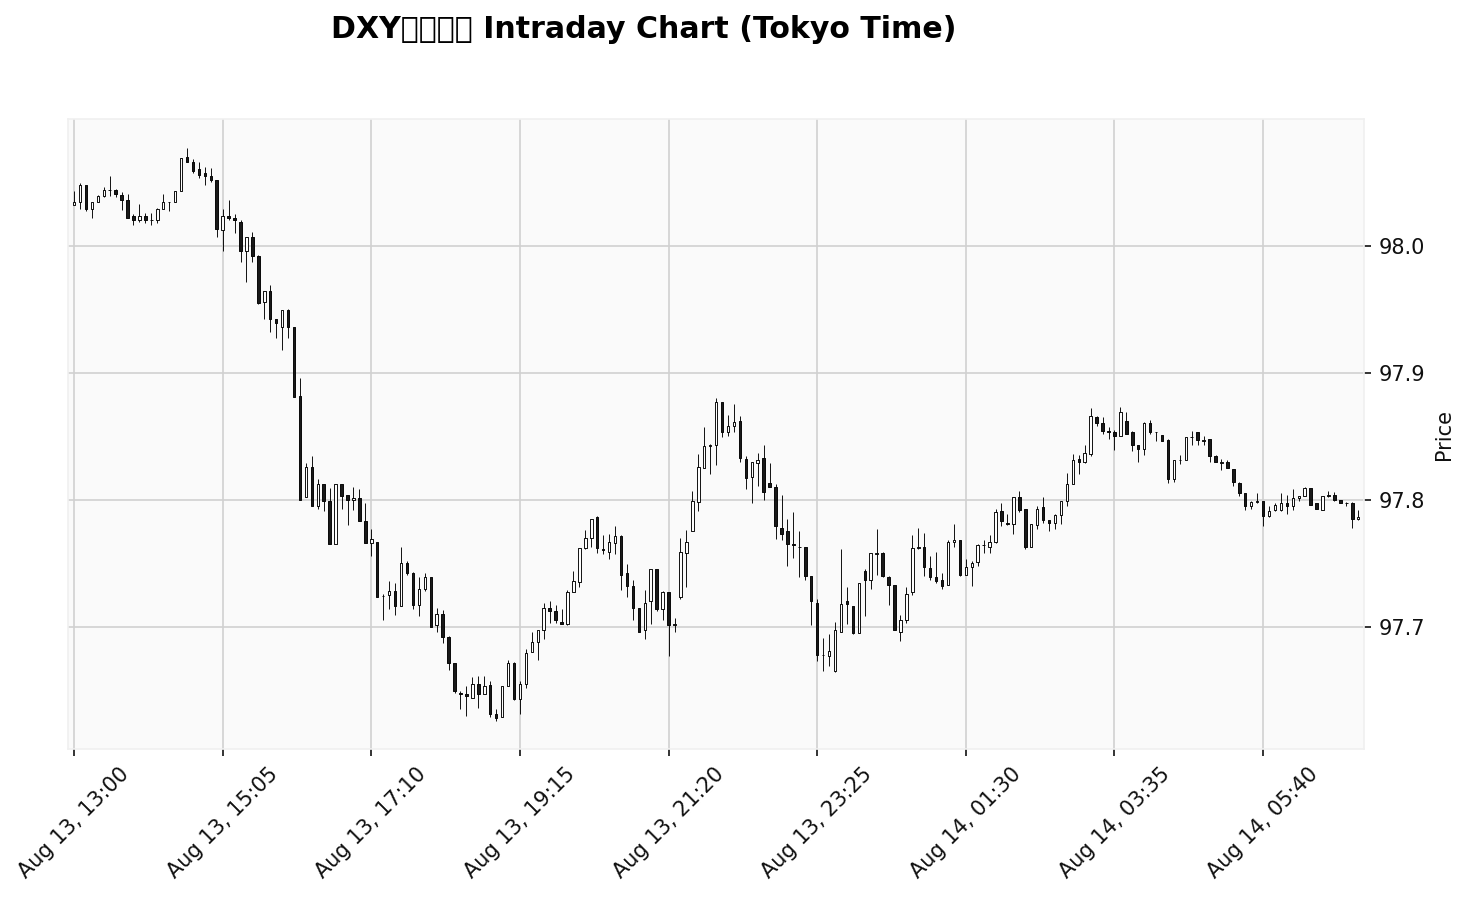 DXY□□□□ Intraday Chart (Tokyo Time)
98.0
97.9
97.8
97.7
Price
Aug 13, 13:00
Aug 13, 15:05
Aug 13, 17:10
Aug 13, 19:15
Aug 13, 21:20
Aug 13, 23:25
Aug 14, 01:30
Aug 14, 03:35
Aug 14, 05:40